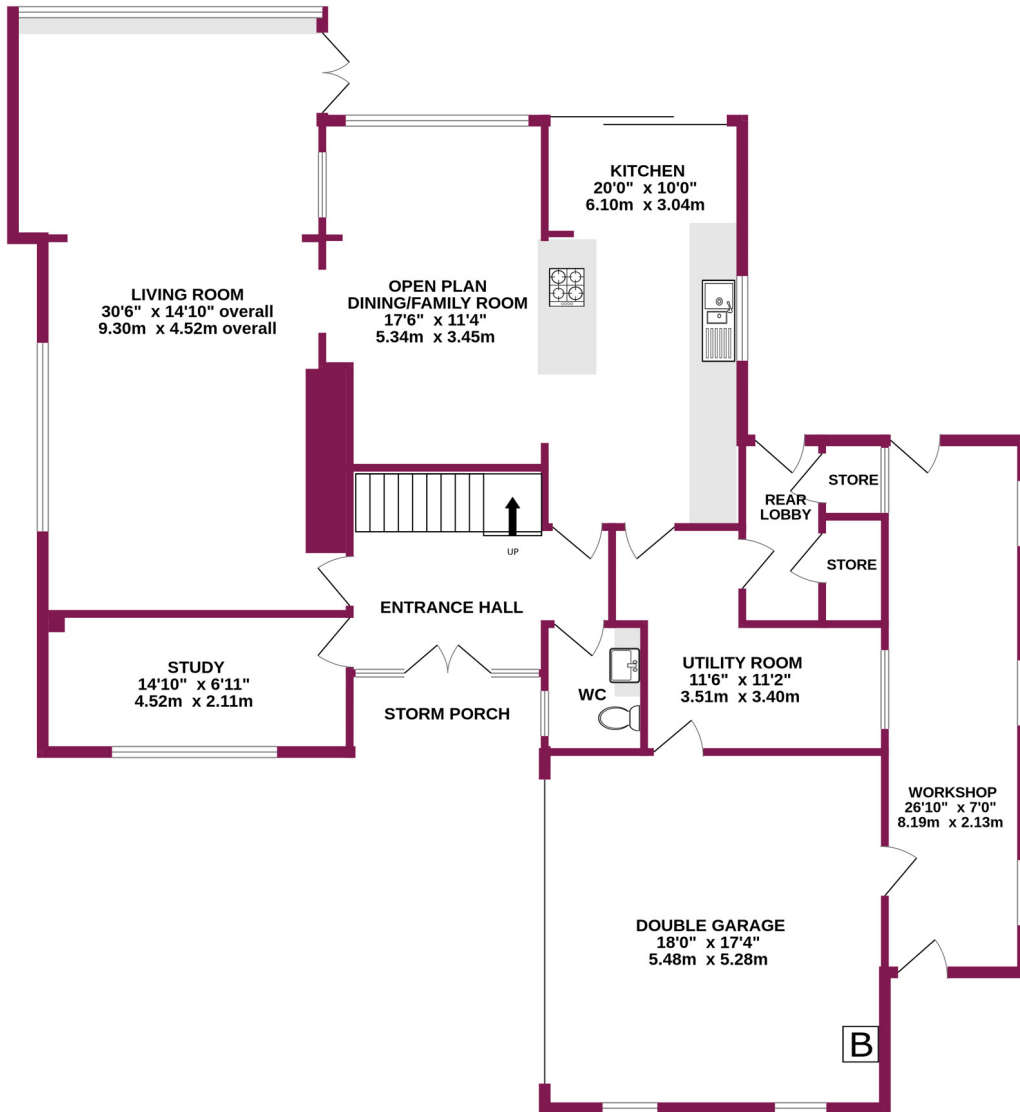 KITCHEN
20'0" x 10'0"
6.10m x 3.04m
LIVING ROOM
30'6" x 14'10" overall
9.30m x 4.52m overall
OPEN PLAN
DINING/FAMILY ROOM
17'6" x 11'4"
5.34m x 3.45m
STORE
REAR
LOBBY
STORE
UP
ENTRANCE HALL
STUDY
14'10" x 6'11"
4.52m x 2.11m
STORM PORCH
WC
UTILITY ROOM
11'6" x 11'2"
3.51m x 3.40m
WORKSHOP
26'10" x 7'0"
8.19m x 2.13m
DOUBLE GARAGE
18'0" x 17'4"
5.48m x 5.28m
B